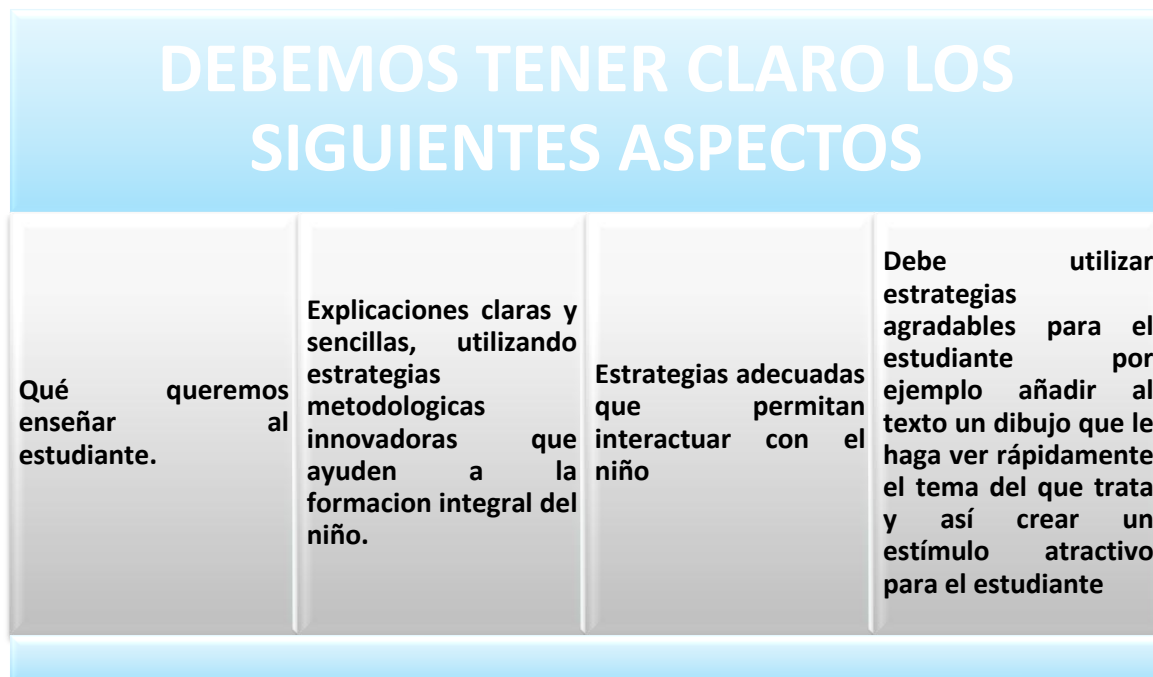 DEBEMOS TENER CLARO LOS
SIGUIENTES ASPECTOS
Qué queremos
enseñar al
estudiante.
Explicaciones claras y
sencillas, utilizando
estrategias
metodologicas
innovadoras que
ayuden a la
formacion integral del
niño.
Estrategias adecuadas
que permitan
interactuar con el
niño
Debe utilizar
estrategias
agradables para el
estudiante por
ejemplo añadir al
texto un dibujo que le
haga ver rápidamente
el tema del que trata
y así crear un
estímulo atractivo
para el estudiante